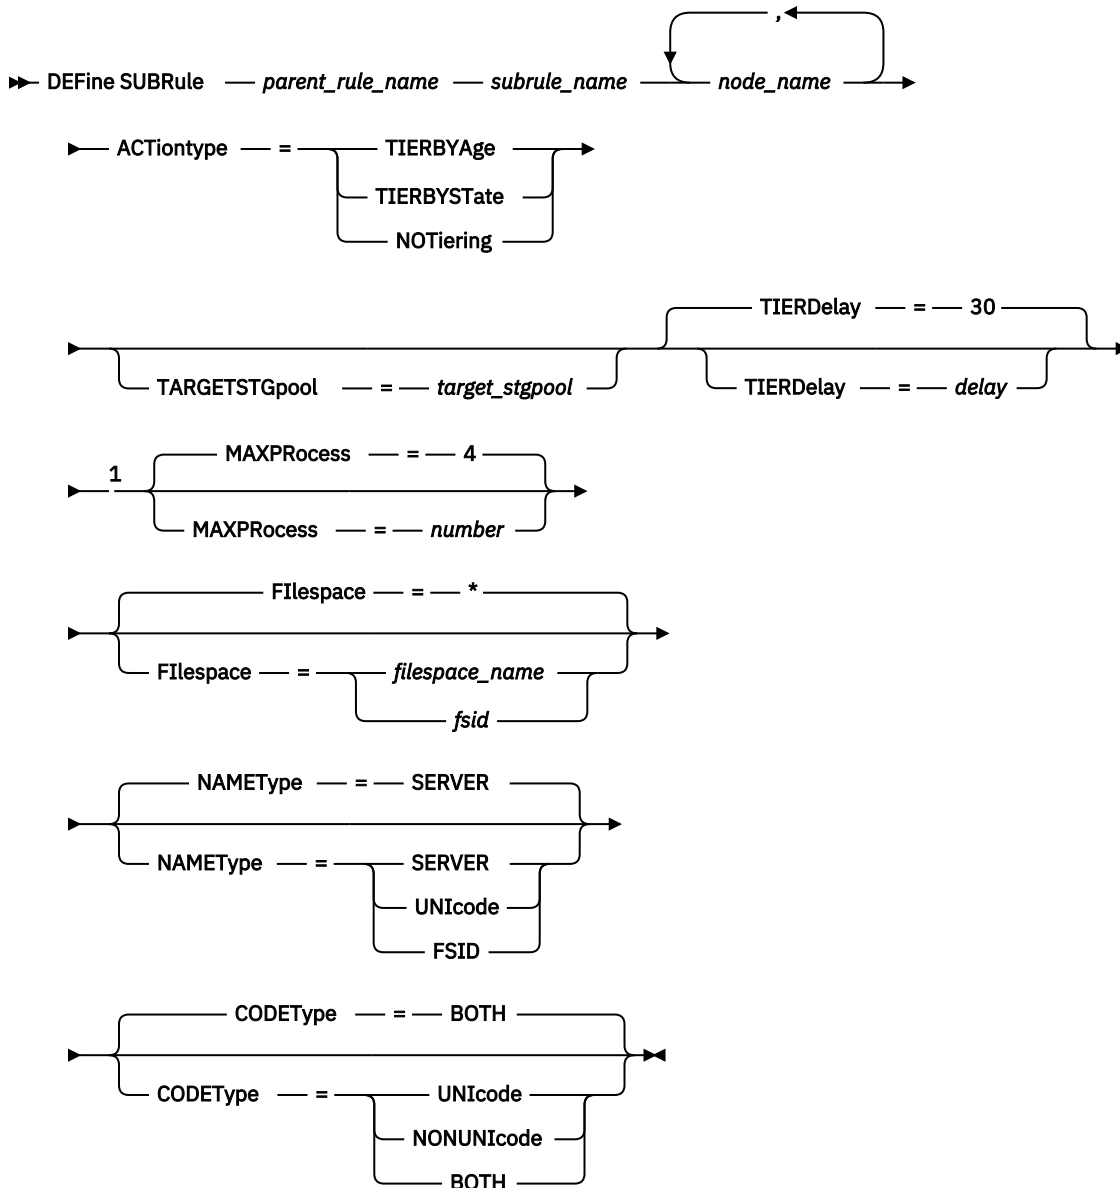 ,
DEFine SUBRule parent_rule_name subrule_name node_name
ACTiontype = TIERBYAge
TIERBYSTate
NOTiering
TIERDelay = 30
TARGETSTGpool = target_stgpool TIERDelay = delay
MAXPRocess = 4
1
MAXPRocess = number
FIlespace = *
FIlespace = filespace_name
fsid
NAMEType = SERVER
NAMEType = SERVER
UNIcode
FSID
CODEType = BOTH
CODEType = UNIcode
NONUNIcode
BOTH